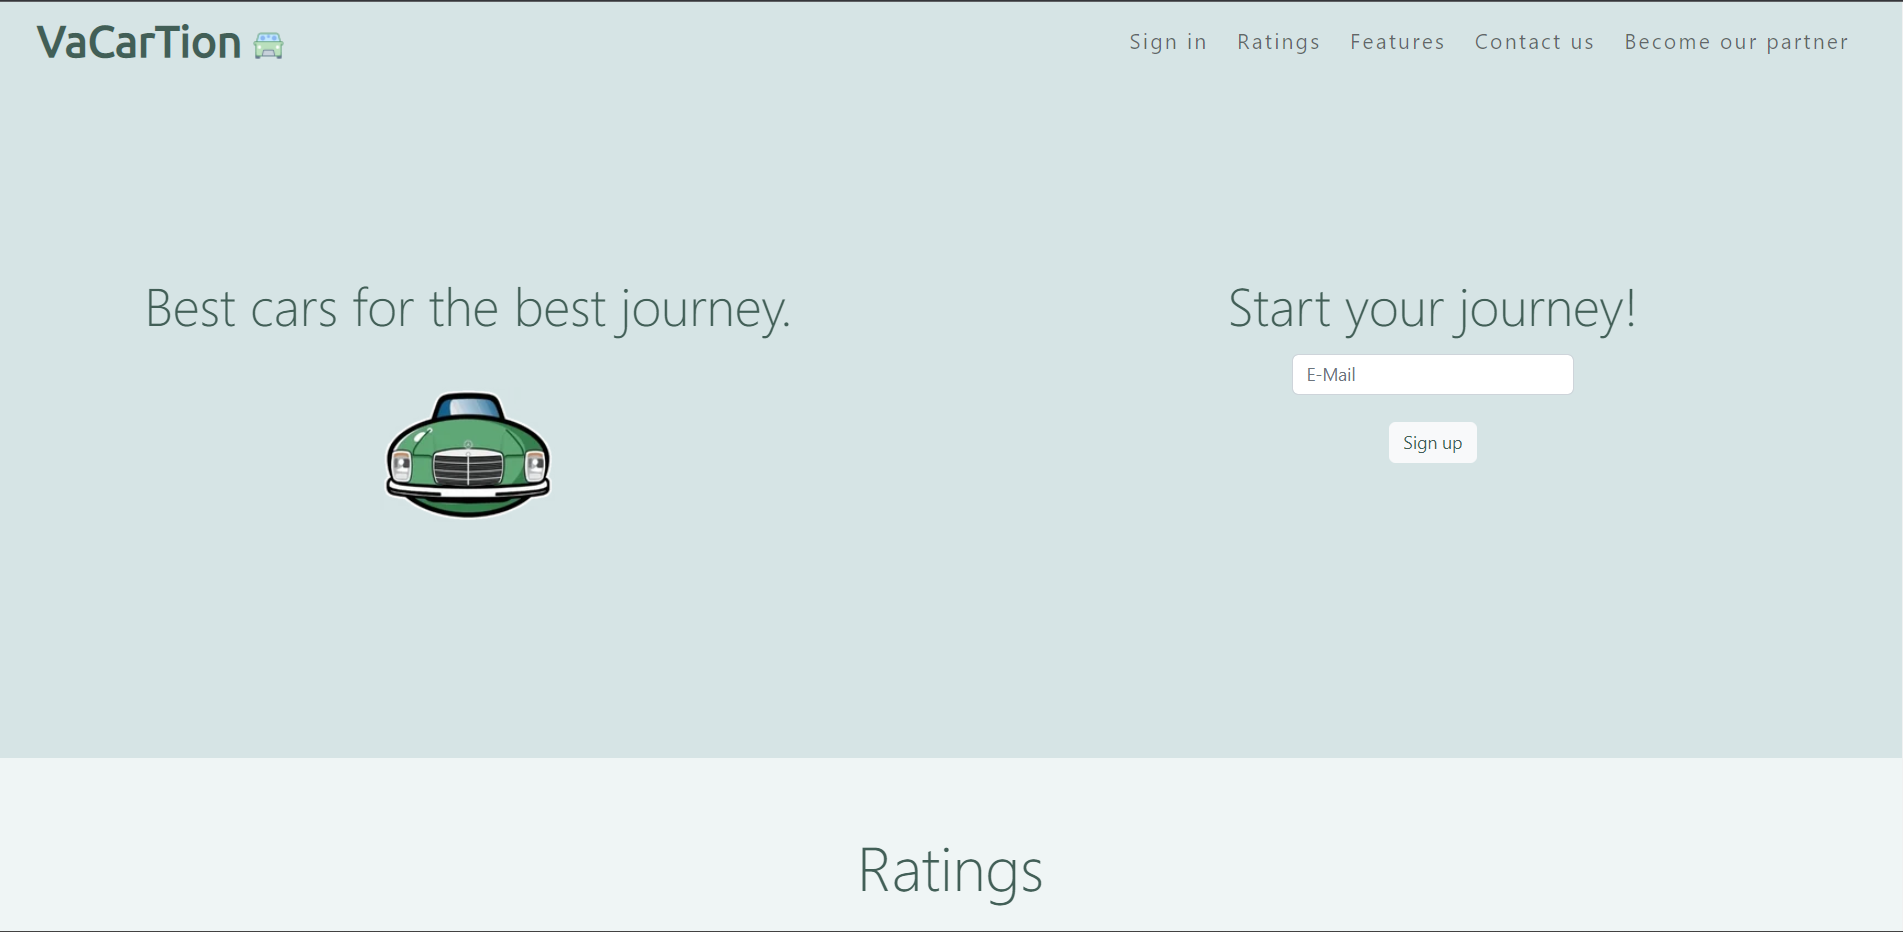 VaCarTion
Sign in Ratings Features Contact us Become our partner
Best cars for the best journey.
Start your journey!
E-Mail
Sign up
Ratings